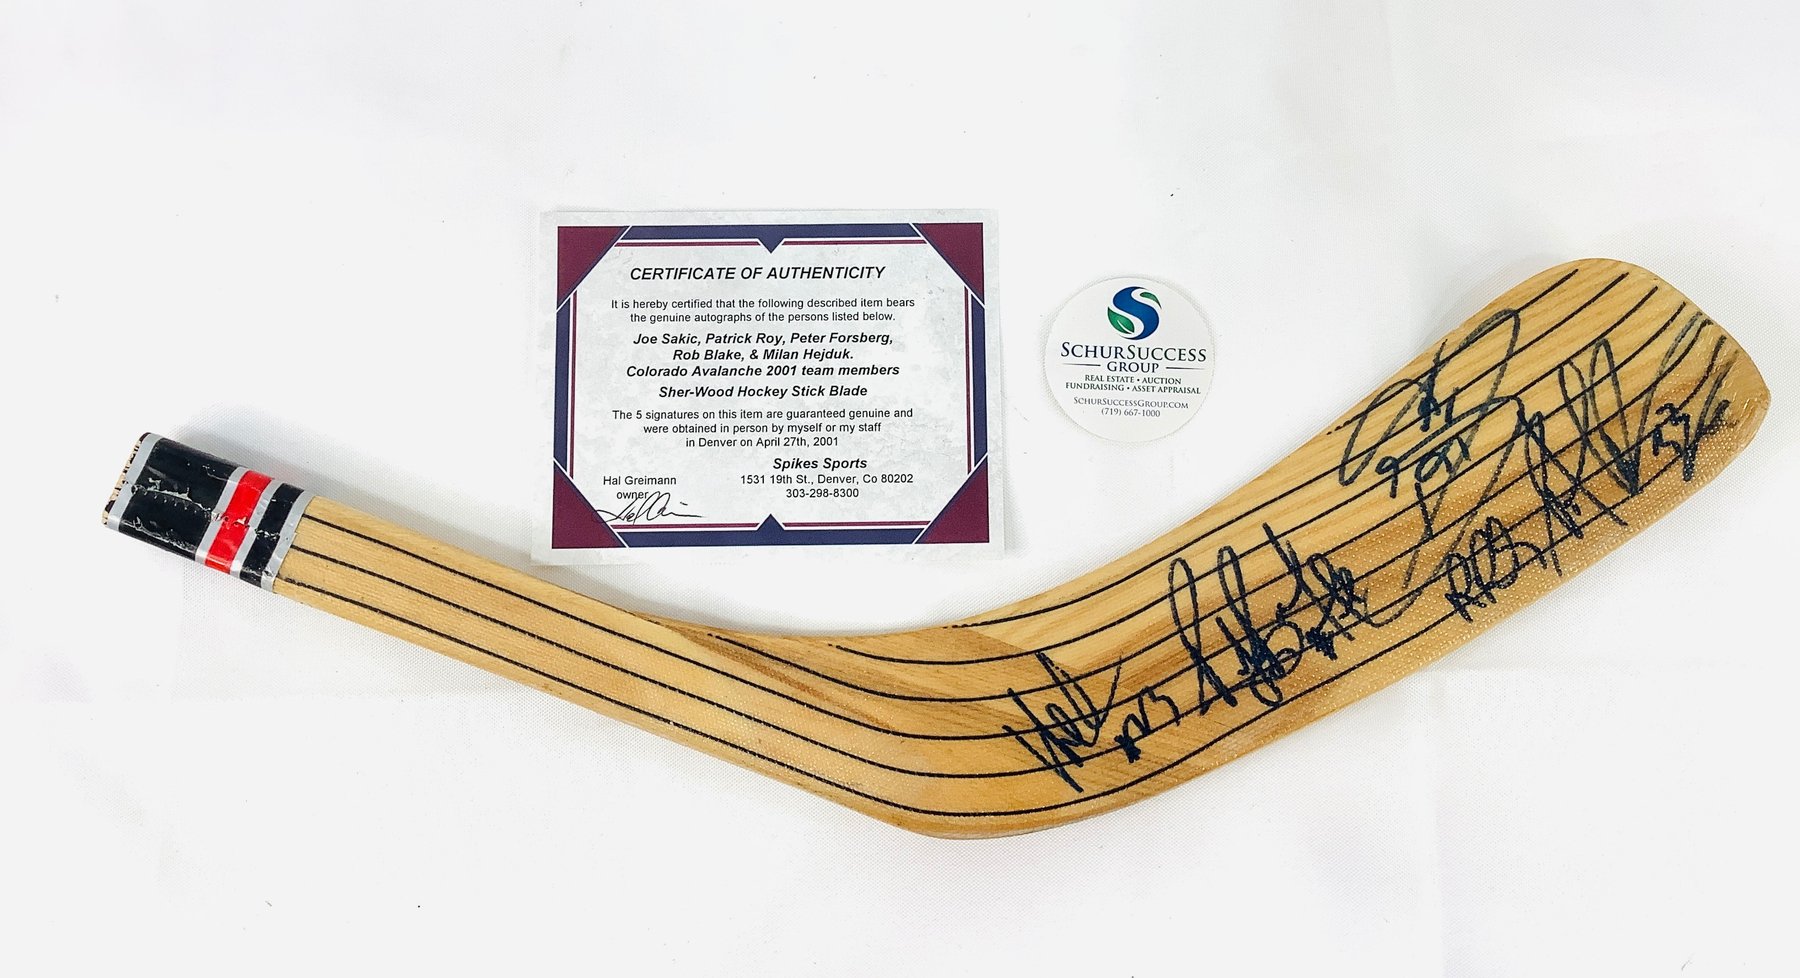 CERTIFICATE OF AUTHENTICITY
It is hereby certified that the following described item bears
the genuine autographs of the persons listed below.
Joe Sakic, Patrick Roy, Peter Forsberg,
Rob Blake, & Milan Hejduk.
Colorado Avalanche 2001 team members
Sher-Wood Hockey Stick Blade
The 5 signatures on this item are guaranteed genuine and
were obtained in person by myself or my staff
in Denver on April 27th, 2001
Spikes Sports
1531 19th St., Denver, Co 80202
303-298-8300
Hal Greimann
owner
SCHURSUCCESS
GROUP
REAL ESTATE • AUCTION
FUNDRAISING • ASSET APPRAISAL
SCHURSUCCESSGROUP.COM
(719) 667-1000
33